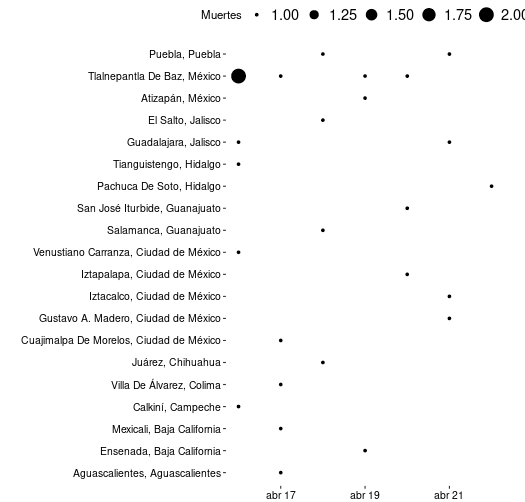 Muertes 1.00 1.25 1.50 1.75 2.00
Puebla, Puebla
Tlalnepantla De Baz, México
Atizapán, México
El Salto, Jalisco
Guadalajara, Jalisco
Tianguistengo, Hidalgo
Pachuca De Soto, Hidalgo
San José Iturbide, Guanajuato
Salamanca, Guanajuato
Venustiano Carranza, Ciudad de México
Iztapalapa, Ciudad de México
Iztacalco, Ciudad de México
Gustavo A. Madero, Ciudad de México
Cuajimalpa De Morelos, Ciudad de México
Juárez, Chihuahua
Villa De Álvarez, Colima
Calkiní, Campeche
Mexicali, Baja California
Ensenada, Baja California
Aguascalientes, Aguascalientes
abr 17 abr 19 abr 21